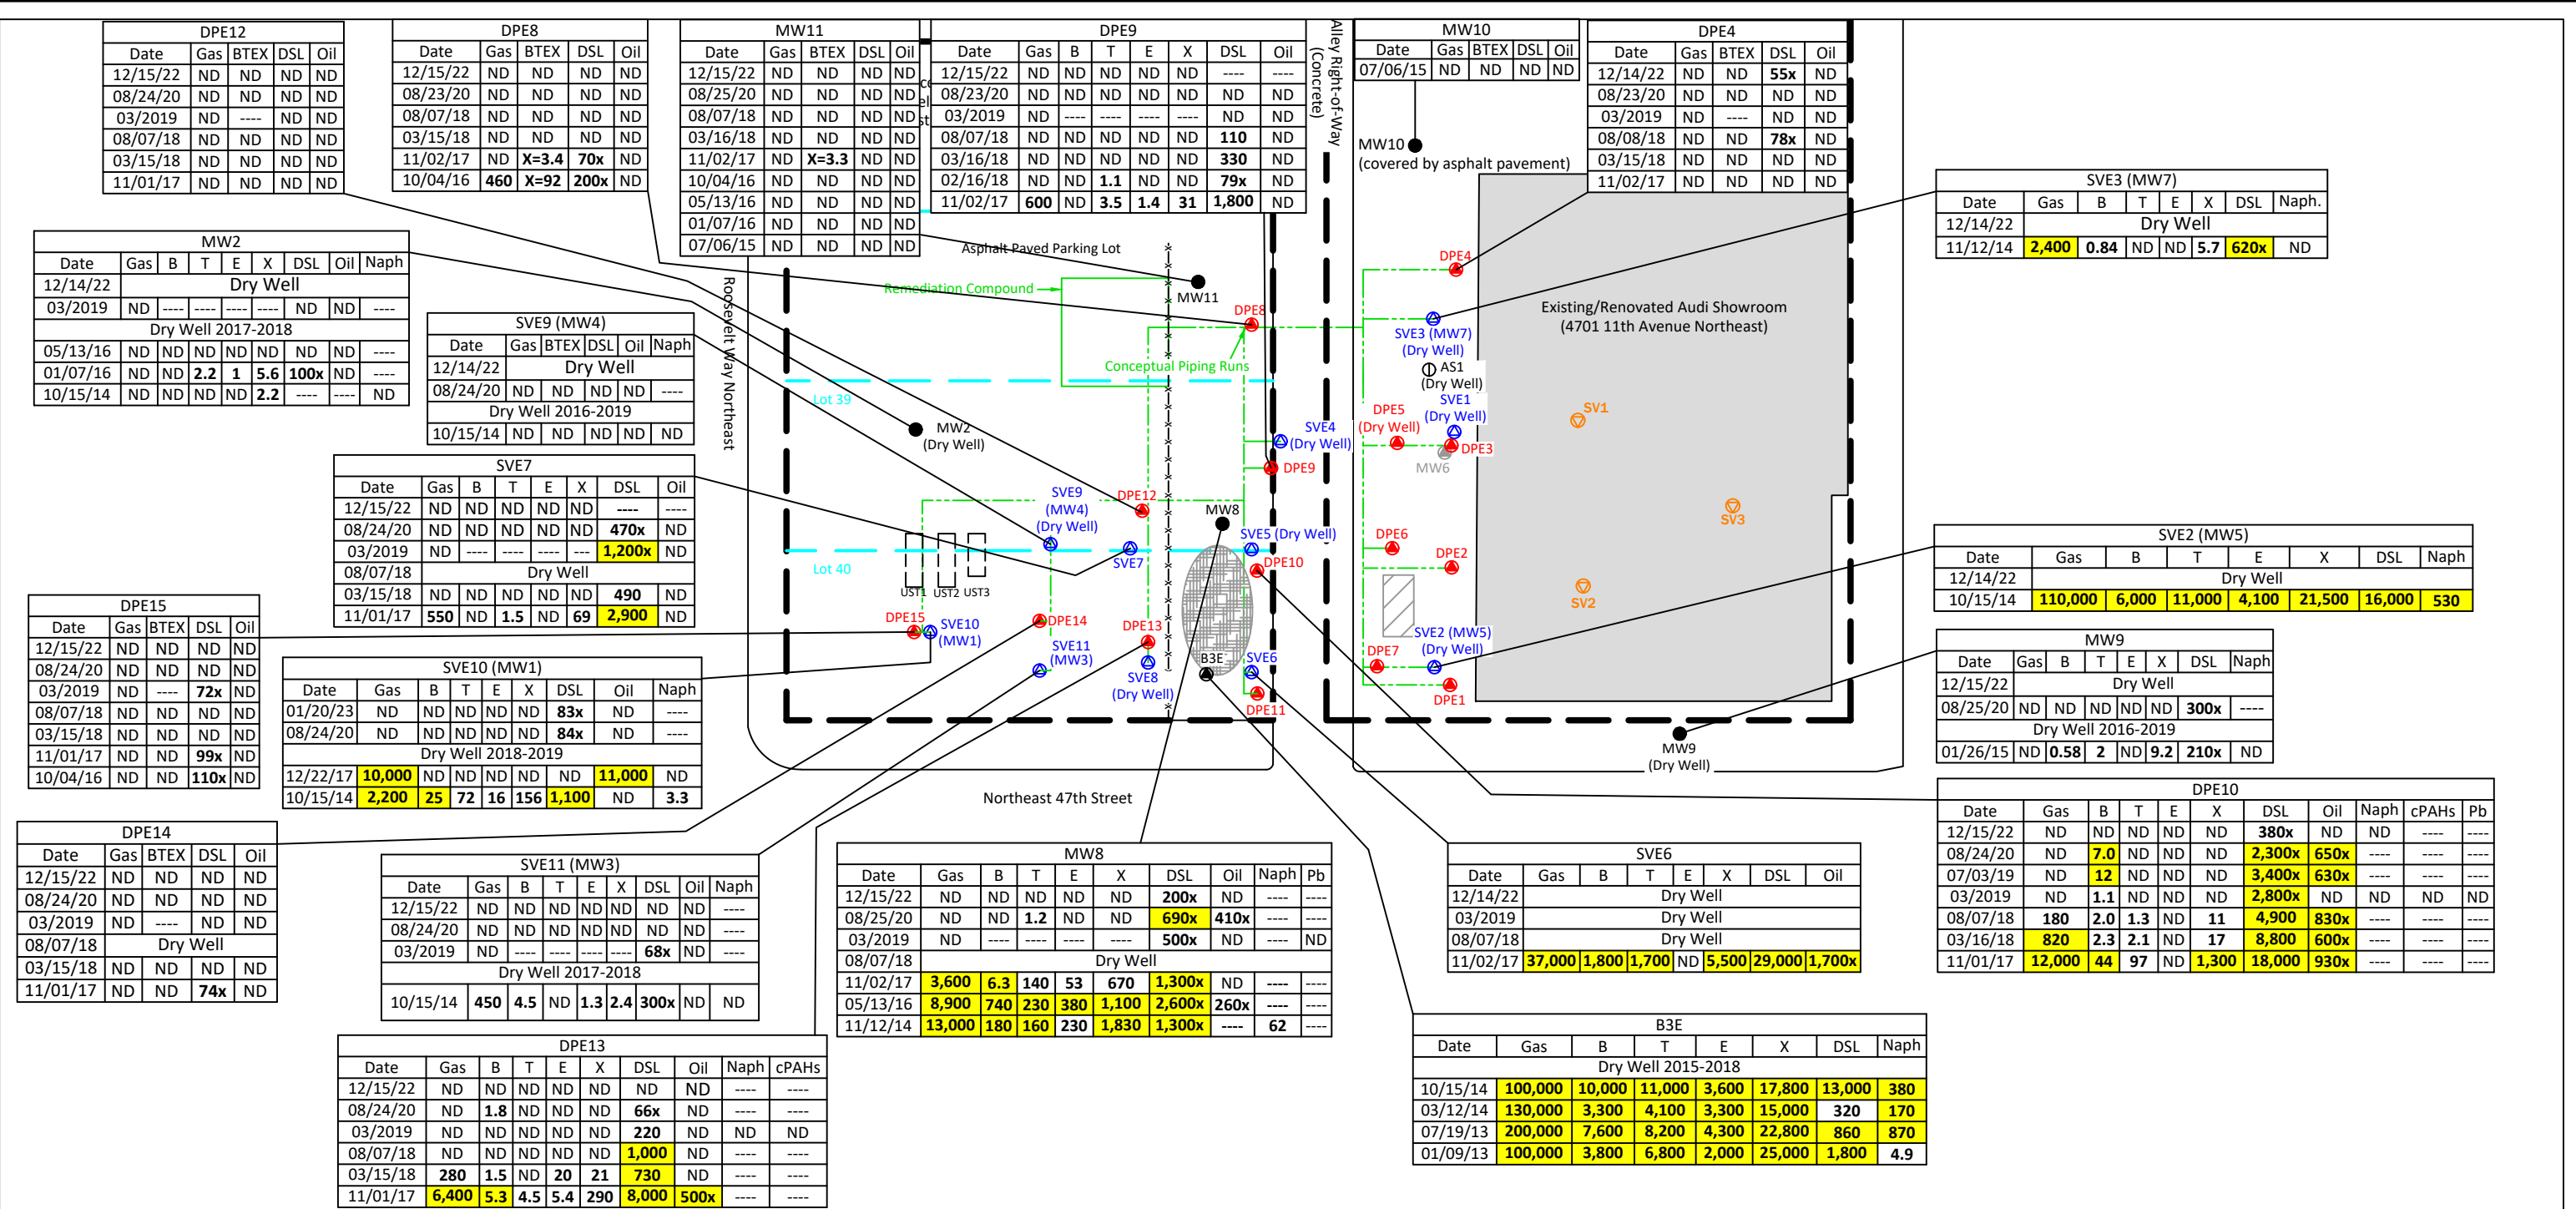 DPE12
Date Gas BTEX DSL Oil
12/15/22 ND ND ND ND
08/24/20 ND ND ND ND
03/2019 ND ---- ND ND
08/07/18 ND ND ND ND
03/15/18 ND ND ND ND
11/01/17 ND ND ND ND
DPE8
Date Gas BTEX DSL Oil
12/15/22 ND ND ND ND
08/23/20 ND ND ND ND
08/07/18 ND ND ND ND
03/15/18 ND ND ND ND
11/02/17 ND X=3.4 70x ND
10/04/16 460 X=92 200x ND
MW11
Date Gas BTEX DSL Oil
12/15/22 ND ND ND ND
08/25/20 ND ND ND ND
08/07/18 ND ND ND ND
03/16/18 ND ND ND ND
11/02/17 ND X=3.3 ND ND
10/04/16 ND ND ND ND
05/13/16 ND ND ND ND
01/07/16 ND ND ND ND
07/06/15 ND ND ND ND
DPE9
Date Gas B T E X DSL Oil
12/15/22 ND ND ND ND ND ---- ----
08/23/20 ND ND ND ND ND ND ND
03/2019 ND ---- ---- ---- ---- ND ND
08/07/18 ND ND ND ND ND 110 ND
03/16/18 ND ND ND ND ND 330 ND
02/16/18 ND ND 1.1 ND ND 79x ND
11/02/17 600 ND 3.5 1.4 31 1,800 ND
Alley Right-of-Way
(Concrete)
MW10
Date Gas BTEX DSL Oil
07/06/15 ND ND ND ND
DPE4
Date Gas BTEX DSL Oil
12/14/22 ND ND 55x ND
08/23/20 ND ND ND ND
03/2019 ND ---- ND ND
08/08/18 ND ND 78x ND
03/15/18 ND ND ND ND
11/02/17 ND ND ND ND
MW10
(covered by asphalt pavement)
SVE3 (MW7)
Date Gas B T E X DSL Naph.
12/14/22 Dry Well
11/12/14 2,400 0.84 ND ND 5.7 620x ND
MW2
Date Gas B T E X DSL Oil Naph
12/14/22 Dry Well
03/2019 ND ---- ---- ---- ---- ND ND ----
Dry Well 2017-2018
05/13/16 ND ND ND ND ND ND ND ----
01/07/16 ND ND 2.2 1 5.6 100x ND ----
10/15/14 ND ND ND ND 2.2 ---- ---- ND
SVE9 (MW4)
Date Gas BTEX DSL Oil Naph
12/14/22 Dry Well
08/24/20 ND ND ND ND ----
Dry Well 2016-2019
10/15/14 ND ND ND ND ND
Roosevelt Way Northeast
Asphalt Paved Parking Lot
Remediation Compound
MW11
DPE8
Conceptual Piping Runs
Lot 39
MW2
(Dry Well)
SVE4
(Dry Well)
DPE9
DPE4
SVE3 (MW7)
(Dry Well)
AS1
(Dry Well)
SVE1
(Dry Well)
DPE5
(Dry Well)
DPE3
MW6
Existing/Renovated Audi Showroom
(4701 11th Avenue Northeast)
SV1
SV3
SV2
SVE7
Date Gas B T E X DSL Oil
12/15/22 ND ND ND ND ND ---- ----
08/24/20 ND ND ND ND ND 470x ND
03/2019 ND ---- ---- ---- --- 1,200x ND
08/07/18 Dry Well
03/15/18 ND ND ND ND ND 490 ND
11/01/17 550 ND 1.5 ND 69 2,900 ND
SVE9
(MW4)
(Dry Well)
DPE12
MW8
SVE5 (Dry Well)
SVE7
DPE10
Lot 40
UST1 UST2 UST3
DPE15
SVE10
(MW1)
DPE14
SVE11
(MW3)
DPE13
SVE8
(Dry Well)
B3E
SVE6
DPE11
DPE6
DPE2
SVE2 (MW5)
(Dry Well)
DPE7
DPE1
MW9
(Dry Well)
Northeast 47th Street
SVE2 (MW5)
Date Gas B T E X DSL Naph
12/14/22 Dry Well
10/15/14 110,000 6,000 11,000 4,100 21,500 16,000 530
DPE15
Date Gas BTEX DSL Oil
12/15/22 ND ND ND ND
08/24/20 ND ND ND ND
03/2019 ND ---- 72x ND
08/07/18 ND ND ND ND
03/15/18 ND ND ND ND
11/01/17 ND ND 99x ND
10/04/16 ND ND 110x ND
SVE10 (MW1)
Date Gas B T E X DSL Oil Naph
01/20/23 ND ND ND ND ND 83x ND ----
08/24/20 ND ND ND ND ND 84x ND ----
Dry Well 2018-2019
12/22/17 10,000 ND ND ND ND ND 11,000 ND
10/15/14 2,200 25 72 16 156 1,100 ND 3.3
MW9
Date Gas B T E X DSL Naph
12/15/22 Dry Well
08/25/20 ND ND ND ND ND 300x ----
Dry Well 2016-2019
01/26/15 ND 0.58 2 ND 9.2 210x ND
DPE10
Date Gas B T E X DSL Oil Naph cPAHs Pb
12/15/22 ND ND ND ND ND 380x ND ND ---- ----
08/24/20 ND 7.0 ND ND ND 2,300x 650x ---- ---- ----
07/03/19 ND 12 ND ND ND 3,400x 630x ---- ---- ----
03/2019 ND 1.1 ND ND ND 2,800x ND ND ND ND
08/07/18 180 2.0 1.3 ND 11 4,900 830x ---- ---- ----
03/16/18 820 2.3 2.1 ND 17 8,800 600x ---- ---- ----
11/01/17 12,000 44 97 ND 1,300 18,000 930x ---- ---- ----
DPE14
Date Gas BTEX DSL Oil
12/15/22 ND ND ND ND
08/24/20 ND ND ND ND
03/2019 ND ---- ND ND
08/07/18 Dry Well
03/15/18 ND ND ND ND
11/01/17 ND ND 74x ND
SVE11 (MW3)
Date Gas B T E X DSL Oil Naph
12/15/22 ND ND ND ND ND ND ND ----
08/24/20 ND ND ND ND ND ND ND ----
03/2019 ND ---- ---- ---- ---- 68x ND ----
Dry Well 2017-2018
10/15/14 450 4.5 ND 1.3 2.4 300x ND ND
MW8
Date Gas B T E X DSL Oil Naph Pb
12/15/22 ND ND ND ND ND 200x ND ---- ----
08/25/20 ND ND 1.2 ND ND 690x 410x ---- ----
03/2019 ND ---- ---- ---- ---- 500x ND ---- ND
08/07/18 Dry Well
11/02/17 3,600 6.3 140 53 670 1,300x ND ---- ----
05/13/16 8,900 740 230 380 1,100 2,600x 260x ---- ----
11/12/14 13,000 180 160 230 1,830 1,300x ---- 62 ----
SVE6
Date Gas B T E X DSL Oil
12/14/22 Dry Well
03/2019 Dry Well
08/07/18 Dry Well
11/02/17 37,000 1,800 1,700 ND 5,500 29,000 1,700x
DPE13
Date Gas B T E X DSL Oil Naph cPAHs
12/15/22 ND ND ND ND ND ND ND ---- ----
08/24/20 ND 1.8 ND ND ND 66x ND ---- ----
03/2019 ND ND ND ND ND 220 ND ND ND
08/07/18 ND ND ND ND ND 1,000 ND ---- ----
03/15/18 280 1.5 ND 20 21 730 ND ---- ----
11/01/17 6,400 5.3 4.5 5.4 290 8,000 500x ---- ----
B3E
Date Gas B T E X DSL Naph
Dry Well 2015-2018
10/15/14 100,000 10,000 11,000 3,600 17,800 13,000 380
03/12/14 130,000 3,300 4,100 3,300 15,000 320 170
07/19/13 200,000 7,600 8,200 4,300 22,800 860 870
01/09/13 100,000 3,800 6,800 2,000 25,000 1,800 4.9